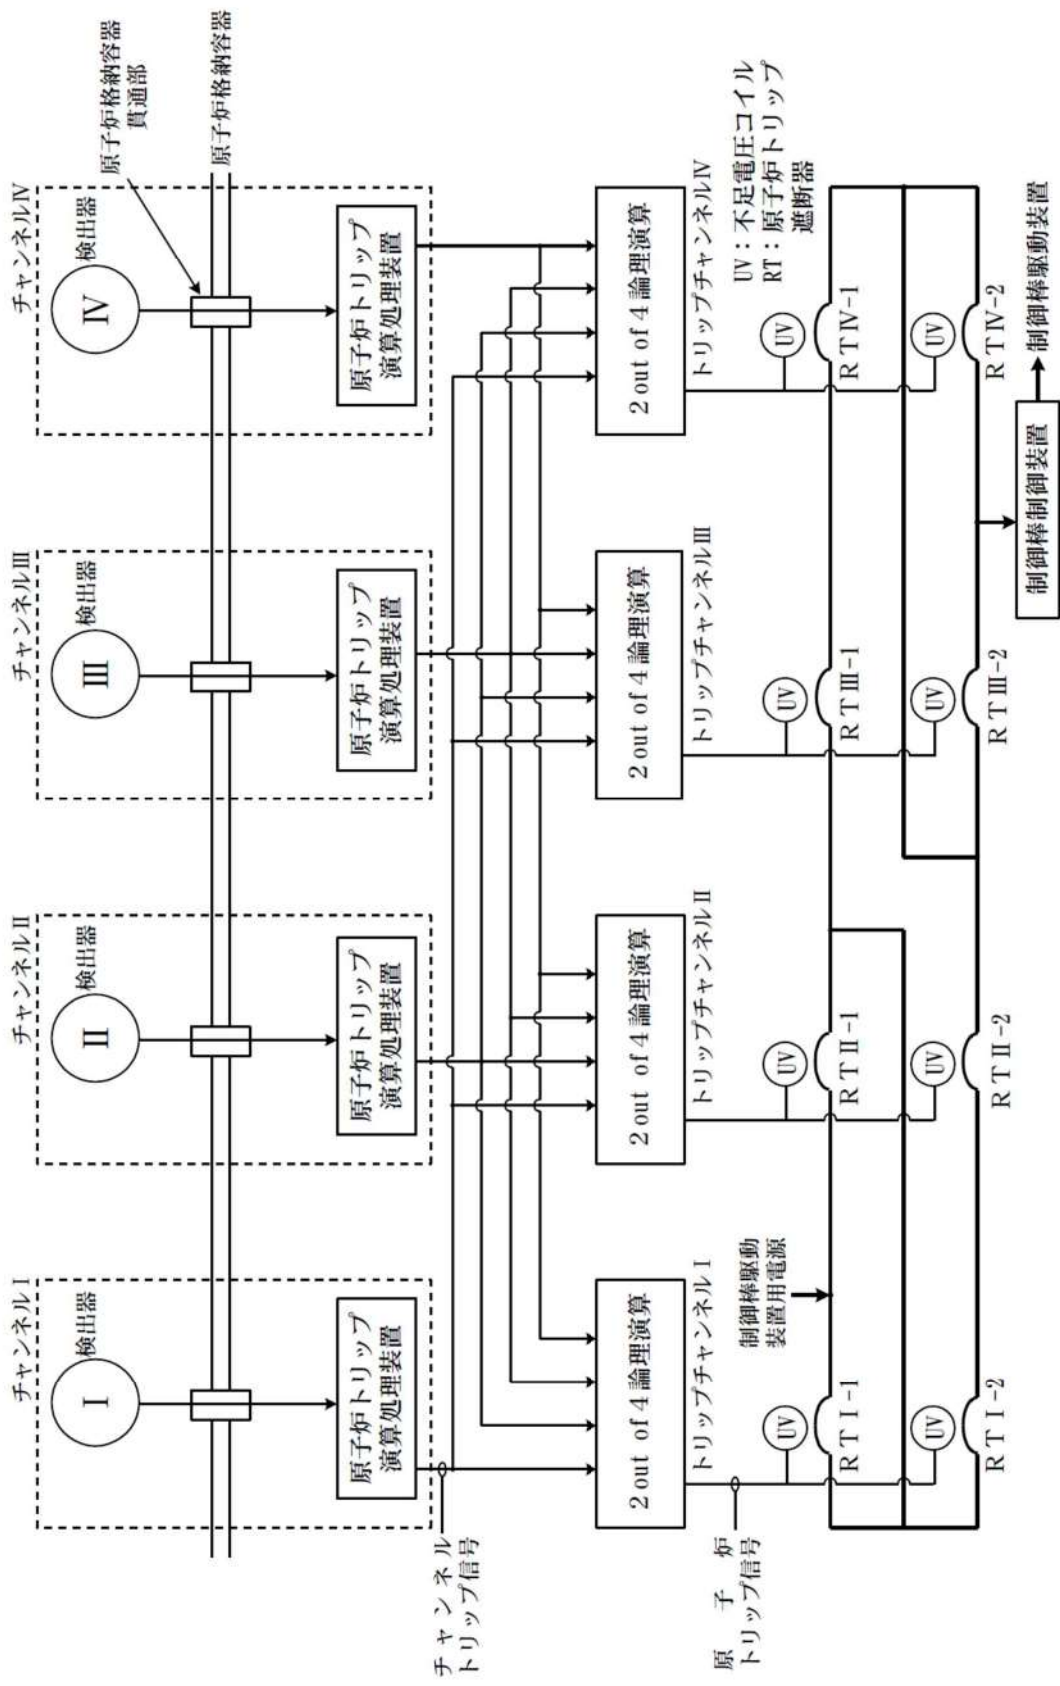 チャンネルⅠ
チャンネルⅡ
チャンネルⅢ
チャンネルⅣ
検出器
検出器
検出器
検出器
Ⅰ
Ⅱ
Ⅲ
Ⅳ
原子炉格納容器
貫通部
原子炉格納容器
原子炉トリップ
演算処理装置
原子炉トリップ
演算処理装置
原子炉トリップ
演算処理装置
原子炉トリップ
演算処理装置
チャンネル
トリップ信号
2 out of 4 論理演算
2 out of 4 論理演算
2 out of 4 論理演算
2 out of 4 論理演算
トリップチャンネルⅠ
トリップチャンネルⅡ
トリップチャンネルⅢ
トリップチャンネルⅣ
原子炉
トリップ信号
制御棒駆動
装置用電源
UV:不足電圧コイル
RT:原子炉トリップ
遮断器
UV
UV
UV
UV
RTⅠ-1
RTⅡ-1
RTⅢ-1
RTⅣ-1
UV
UV
UV
UV
RTⅠ-2
RTⅡ-2
RTⅢ-2
RTⅣ-2
制御棒制御装置
制御棒駆動装置